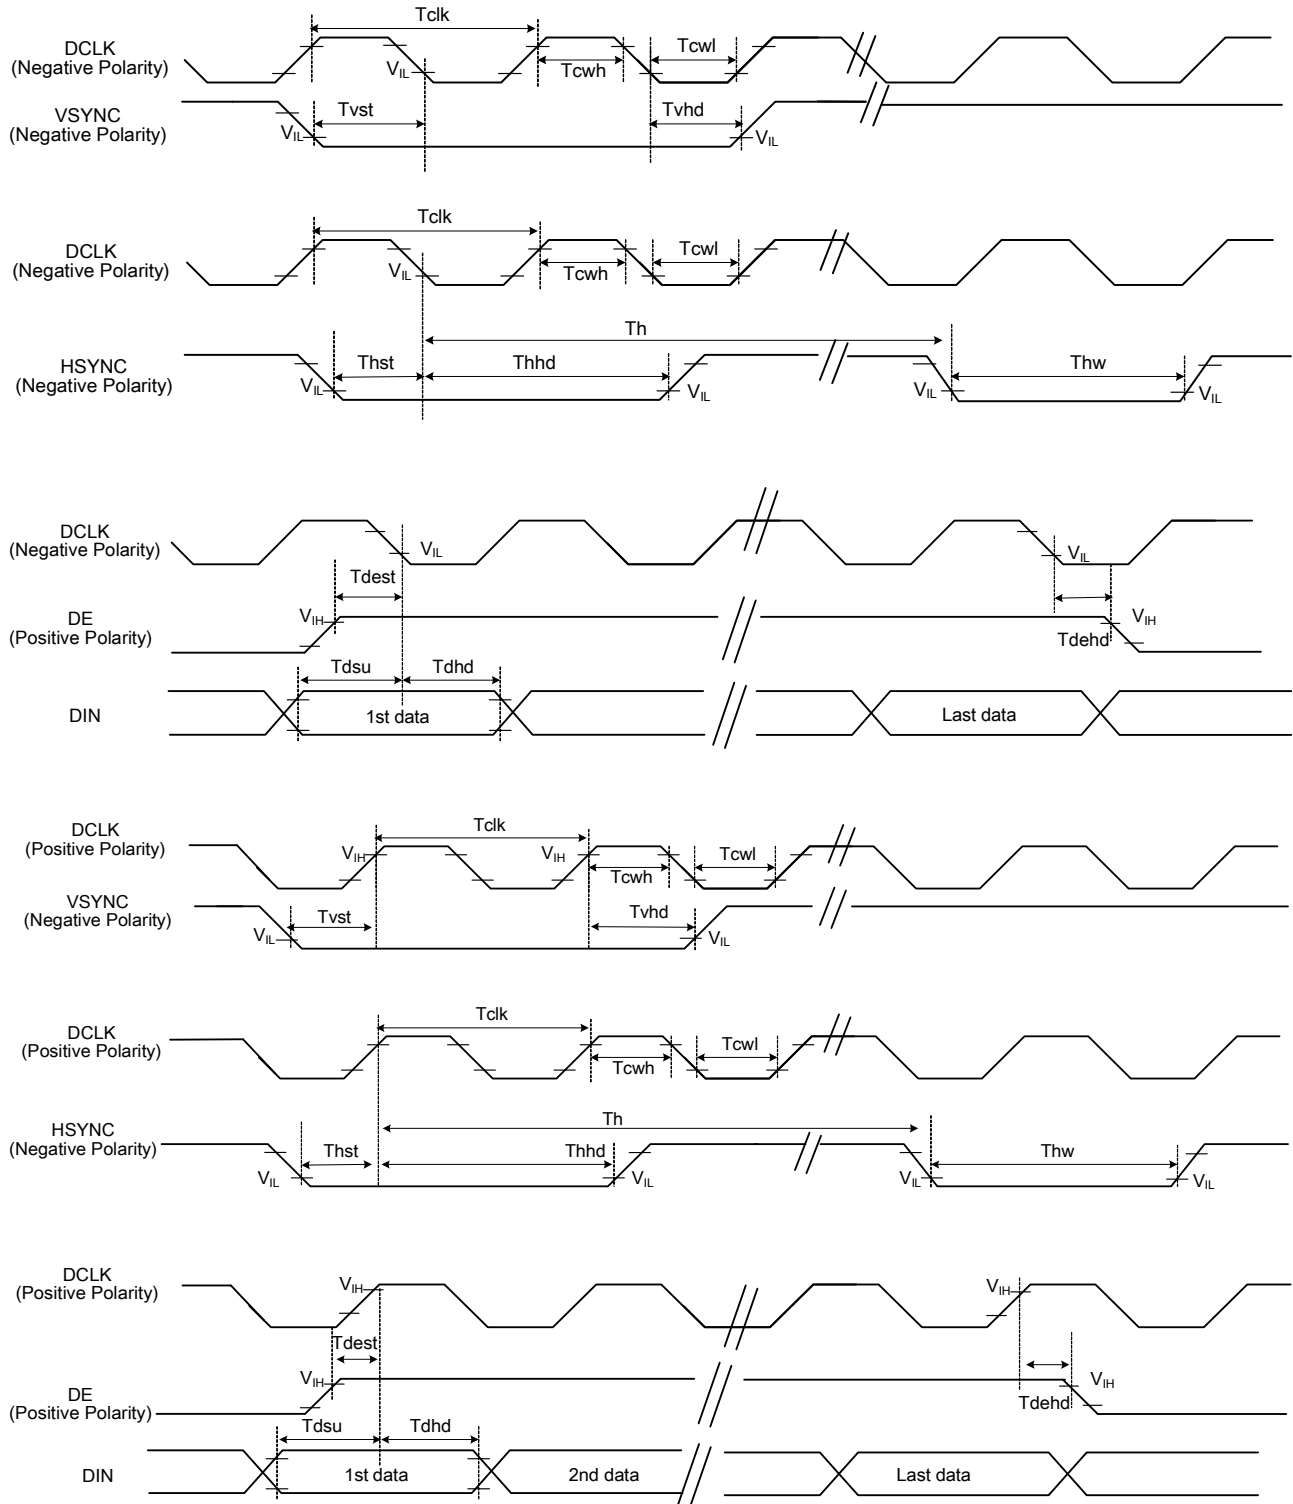 Tclk
DCLK
(Negative Polarity)
Tcwl
VIL
Tcwh
VSYNC
(Negative Polarity)
Tvst
Tvhd
VIL
VIL
Tclk
DCLK
(Negative Polarity)
Tcwl
VIL
Tcwh
Th
HSYNC
(Negative Polarity)
Thst
Thhd
Thw
VIL
VIL
VIL
VIL
DCLK
(Negative Polarity)
VIL
VIL
Tdest
DE
(Positive Polarity)
VIH
VIH
Tdehd
Tdsu
Tdhd
DIN
1st data
Last data
DCLK
(Positive Polarity)
Tclk
VIH
VIH
Tcwl
Tcwh
VSYNC
(Negative Polarity)
Tvst
Tvhd
VIL
VIL
Tclk
DCLK
(Positive Polarity)
Tcwl
Tcwh
Th
HSYNC
(Negative Polarity)
Thst
Thhd
Thw
VIL
VIL
VIL
VIL
DCLK
(Positive Polarity)
VIH
VIH
Tdest
DE
(Positive Polarity)
VIH
VIH
Tdehd
Tdsu
Tdhd
DIN
1st data
2nd data
Last data